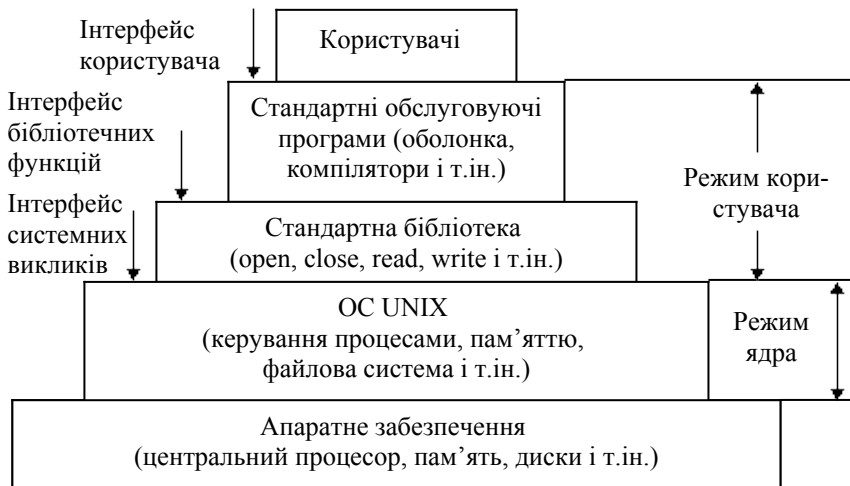 Інтерфейс
користувача
Користувачі
Інтерфейс
бібліотечних
функцій
Стандартні обслуговуючі
програми (оболонка,
компілятори і т.ін.)
Режим кори-
стувача
Інтерфейс
системних
викликів
Стандартна бібліотека
(open, close, read, write і т.ін.)
ОС UNIX
(керування процесами, пам’яттю,
файлова система і т.ін.)
Режим
ядра
Апаратне забезпечення
(центральний процесор, пам’ять, диски і т.ін.)